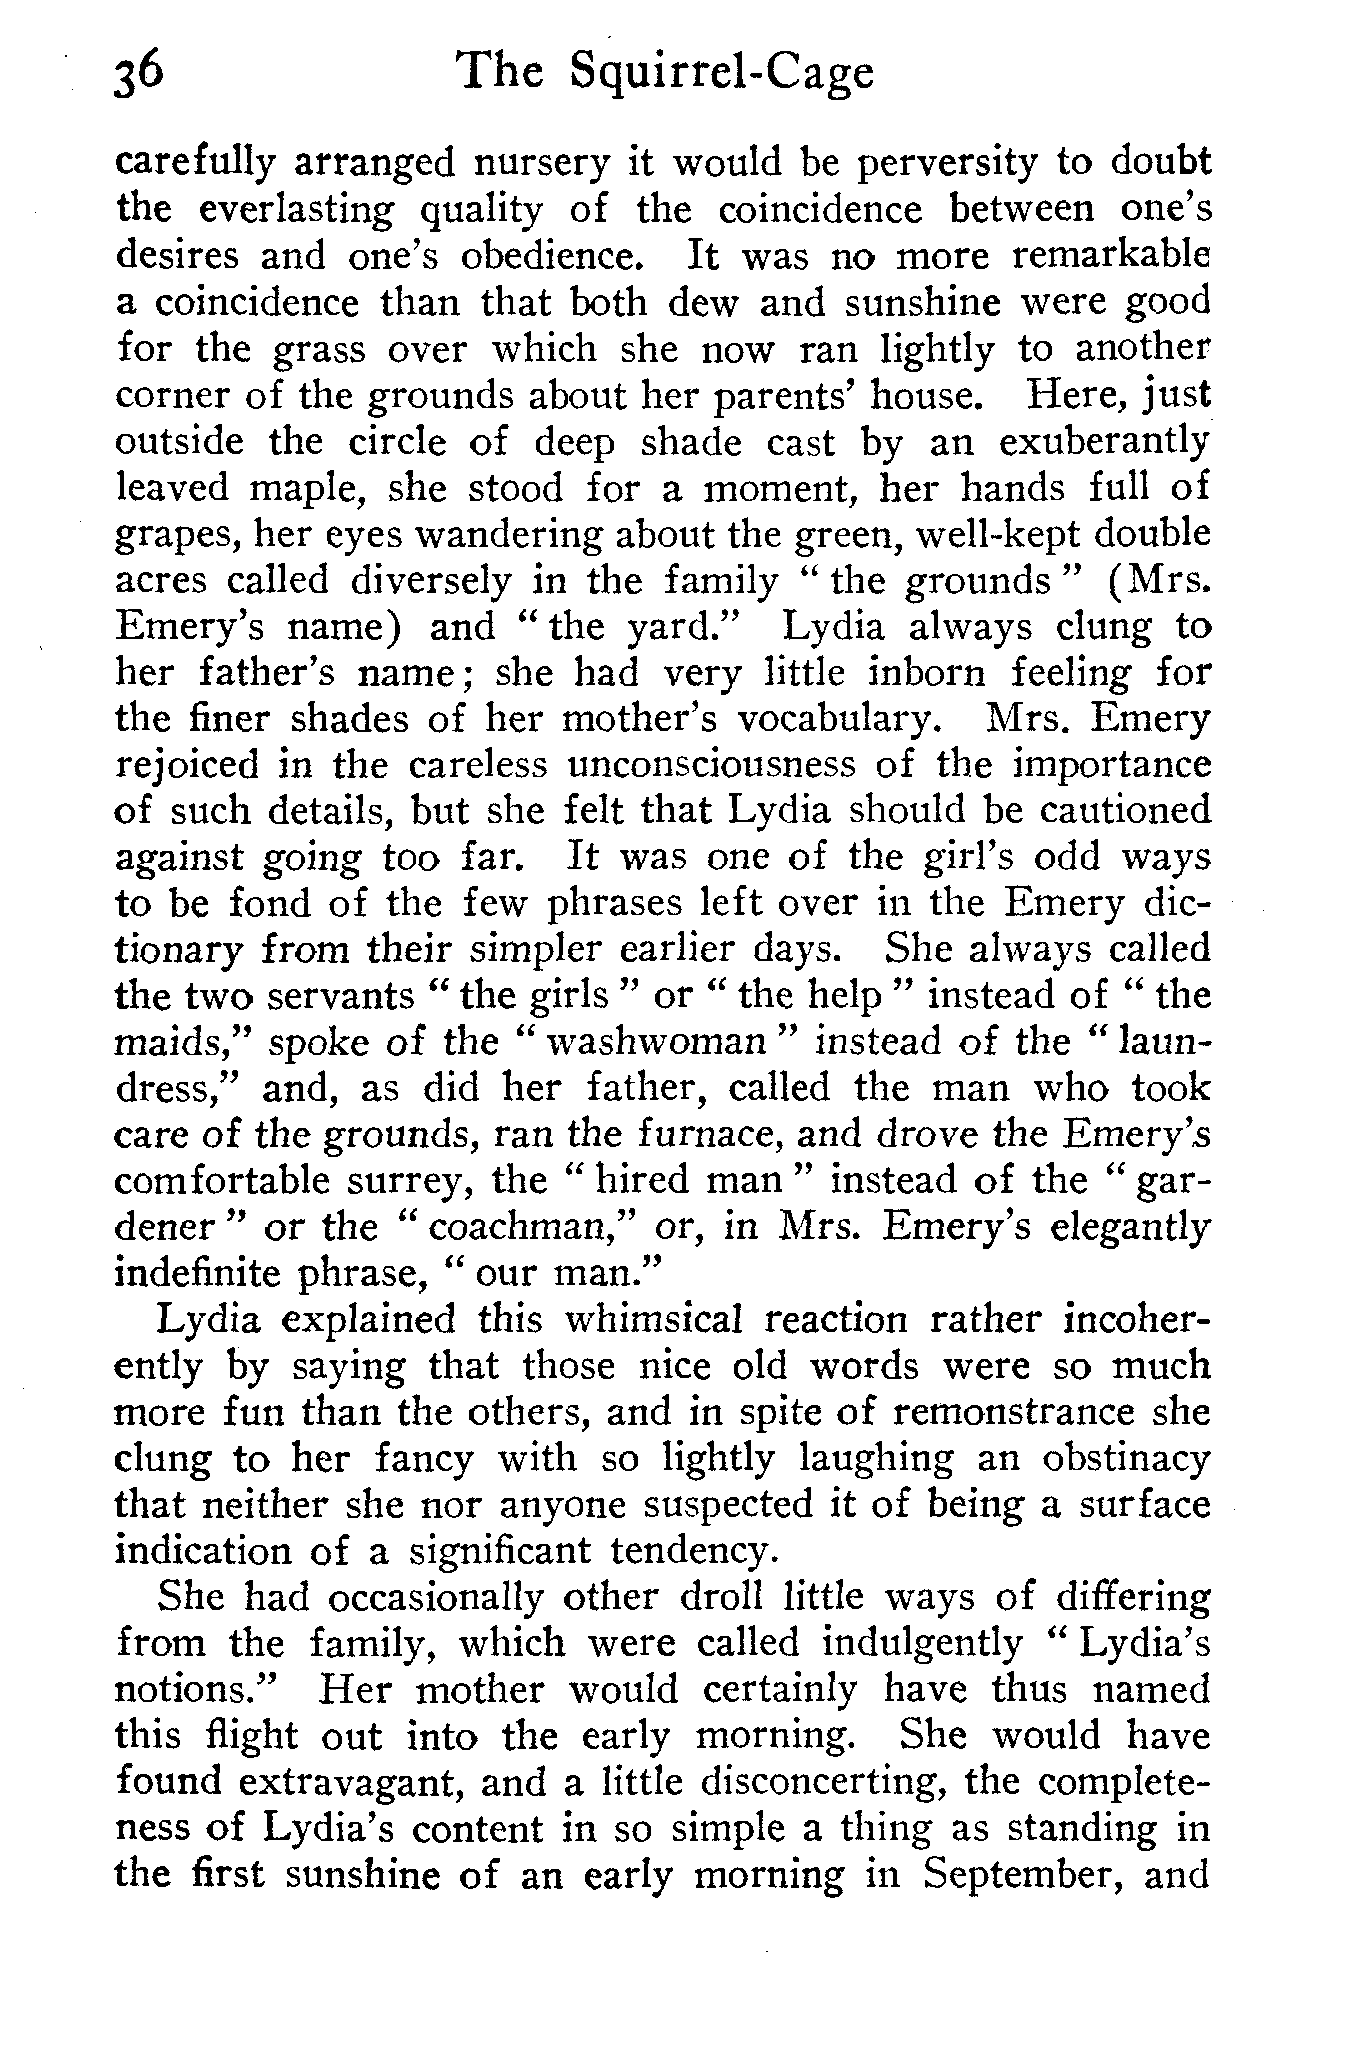 36 The Squirrel-Cage
carefully arranged nursery it would be perversity to doubt
the everlasting quality of the coincidence between one's
desires and one's obedience. It was no more remarkable
a coincidence than that both dew and sunshine were good
for the grass over which she now ran lightly to another
corner of the grounds about her parents' house. Here, just
outside the circle of deep shade cast by an exuberantly
leaved maple, she stood for a moment, her hands full of
grapes, her eyes wandering about the green, well-kept double
acres called diversely in the family " the grounds " (Mrs.
Emery's name) and " the yard." Lydia always clung to
her father's name; she had very little inborn feeling for
the finer shades of her mother's vocabulary. Mrs. Emery
rejoiced in the careless unconsciousness of the importance
of such details, but she felt that Lydia should be cautioned
against going too far. It was one of the girl's odd ways
to be fond of the few phrases left over in the Emery dic-
tionary from their simpler earlier days. She always called
the two servants " the girls " or " the help " instead of " the
maids," spoke of the " washwoman " instead of the " laun-
dress," and, as did her father, called the man who took
care of the grounds, ran the furnace, and drove the Emery's
comfortable surrey, the " hired man " instead of the " gar-
dener " or the " coachman," or, in Mrs. Emery's elegantly
indefinite phrase, " our man."
Lydia explained this whimsical reaction rather incoher-
ently by saying that those nice old words were so much
more fun than the others, and in spite of remonstrance she
clung to her fancy with so lightly laughing an obstinacy
that neither she nor anyone suspected it of being a surface
indication of a significant tendency.
She had occasionally other droll little ways of differing
from the family, which were called indulgently " Lydia's
notions." Her mother would certainly have thus named
this flight out into the early morning. She would have
found extravagant, and a little disconcerting, the complete-
ness of Lydia's content in so simple a thing as standing in
the first sunshine of an early morning in September, and